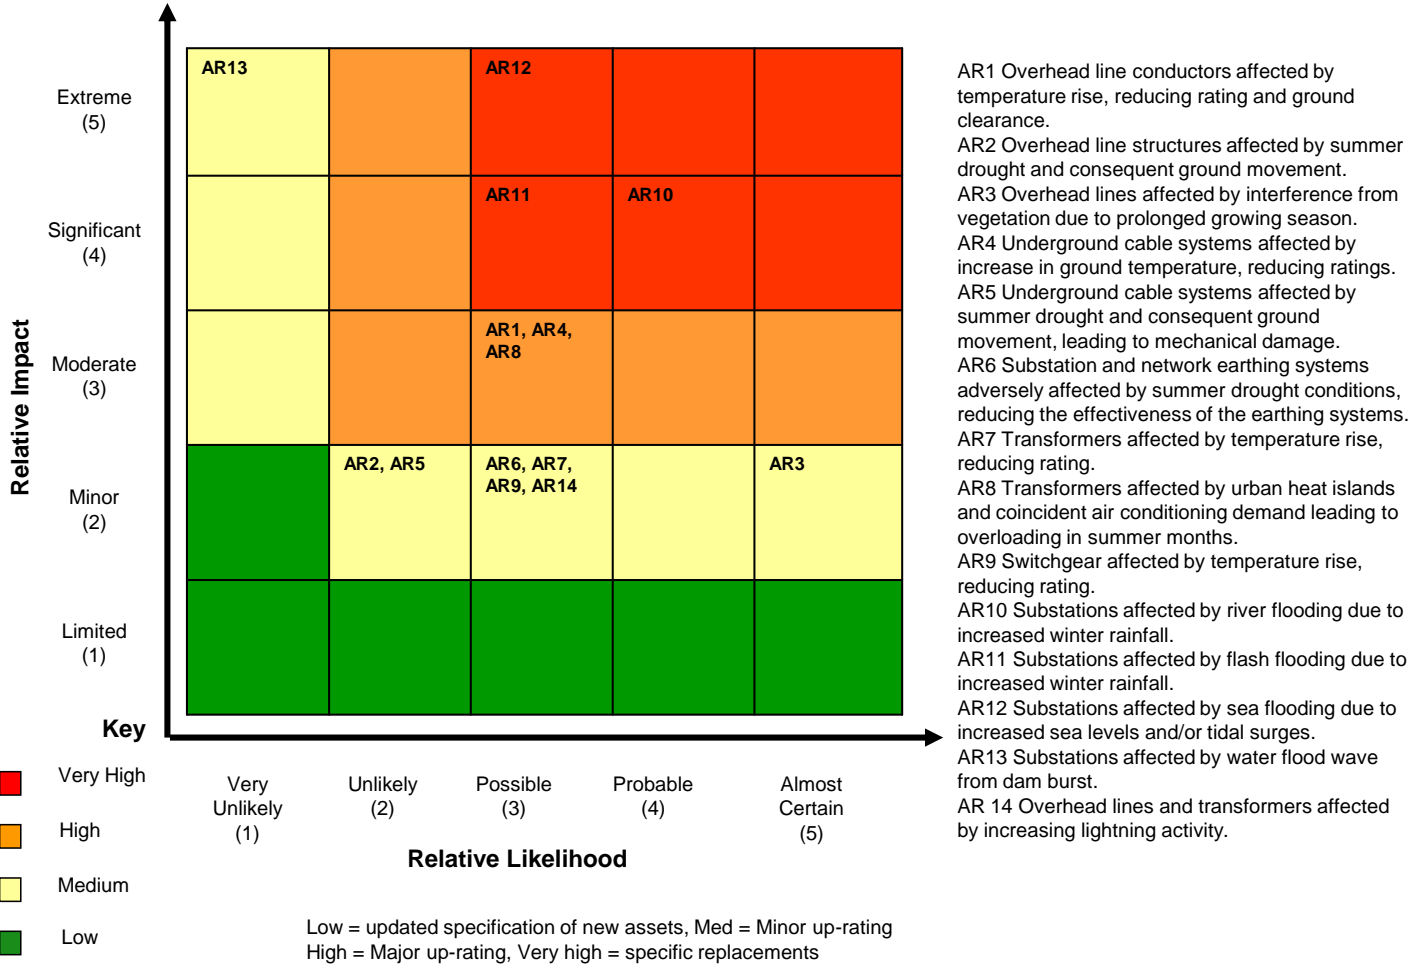 AR13
AR12
Extreme
(5)
AR11
AR10
Significant
(4)
AR1, AR4,
AR8
Moderate
(3)
Relative Impact
AR2, AR5
AR6, AR7,
AR9, AR14
AR3
Minor
(2)
Limited
(1)
Key
Very High
High
Medium
Low
Very
Unlikely
(1)
Unlikely
(2)
Possible
(3)
Probable
(4)
Almost
Certain
(5)
Relative Likelihood
Low = updated specification of new assets, Med = Minor up-rating
High = Major up-rating, Very high = specific replacements
AR1 Overhead line conductors affected by
temperature rise, reducing rating and ground
clearance.
AR2 Overhead line structures affected by summer
drought and consequent ground movement.
AR3 Overhead lines affected by interference from
vegetation due to prolonged growing season.
AR4 Underground cable systems affected by
increase in ground temperature, reducing ratings.
AR5 Underground cable systems affected by
summer drought and consequent ground
movement, leading to mechanical damage.
AR6 Substation and network earthing systems
adversely affected by summer drought conditions,
reducing the effectiveness of the earthing systems.
AR7 Transformers affected by temperature rise,
reducing rating.
AR8 Transformers affected by urban heat islands
and coincident air conditioning demand leading to
overloading in summer months.
AR9 Switchgear affected by temperature rise,
reducing rating.
AR10 Substations affected by river flooding due to
increased winter rainfall.
AR11 Substations affected by flash flooding due to
increased winter rainfall.
AR12 Substations affected by sea flooding due to
increased sea levels and/or tidal surges.
AR13 Substations affected by water flood wave
from dam burst.
AR 14 Overhead lines and transformers affected
by increasing lightning activity.